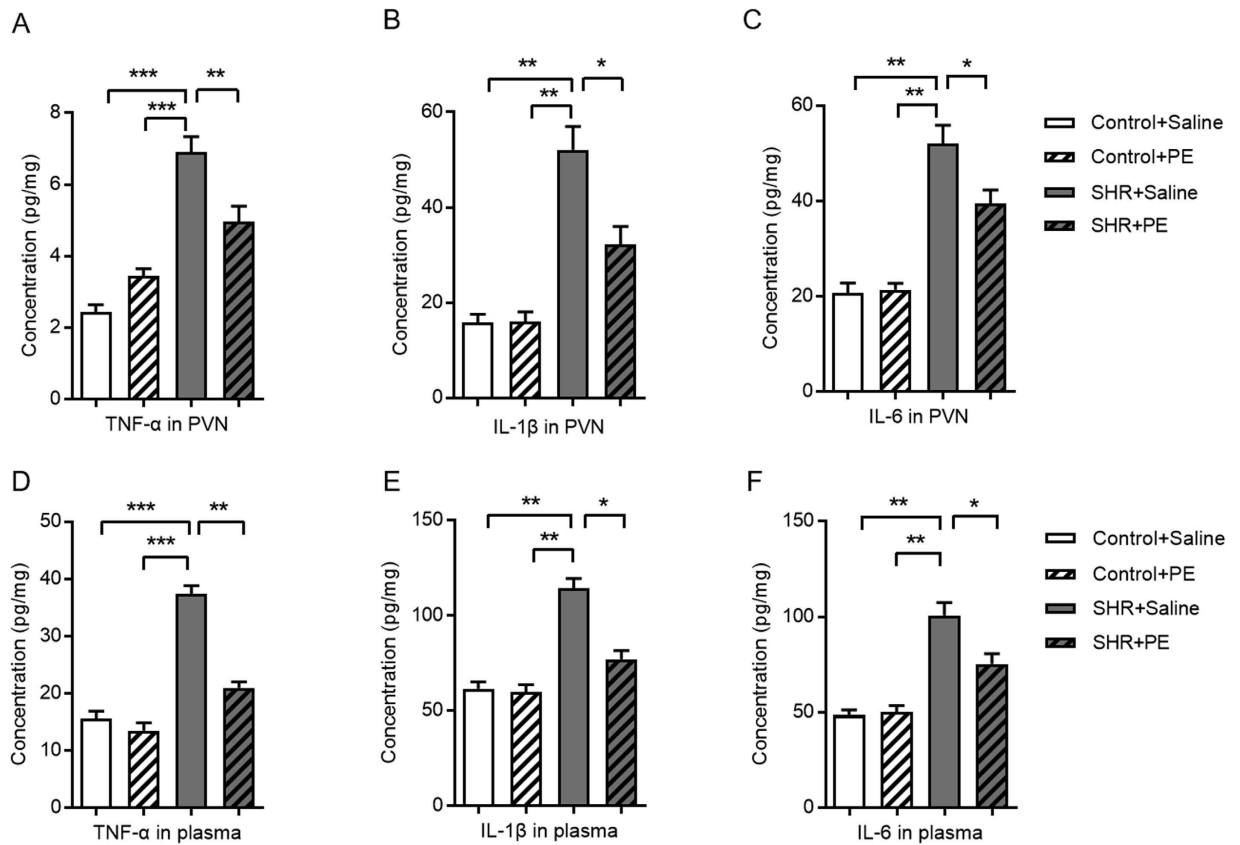 A
B
C
***
**
***
8
6
4
2
0
Concentration (pg/mg)
TNF-α in PVN
**
*
**
60
40
20
0
Concentration (pg/mg)
IL-1β in PVN
**
*
**
60
40
20
0
Concentration (pg/mg)
IL-6 in PVN
Control+Saline
Control+PE
SHR+Saline
SHR+PE
D
E
F
***
**
***
50
40
30
20
10
0
Concentration (pg/mg)
TNF-α in plasma
**
*
**
150
100
50
0
Concentration (pg/mg)
IL-1β in plasma
**
*
**
150
100
50
0
Concentration (pg/mg)
IL-6 in plasma
Control+Saline
Control+PE
SHR+Saline
SHR+PE